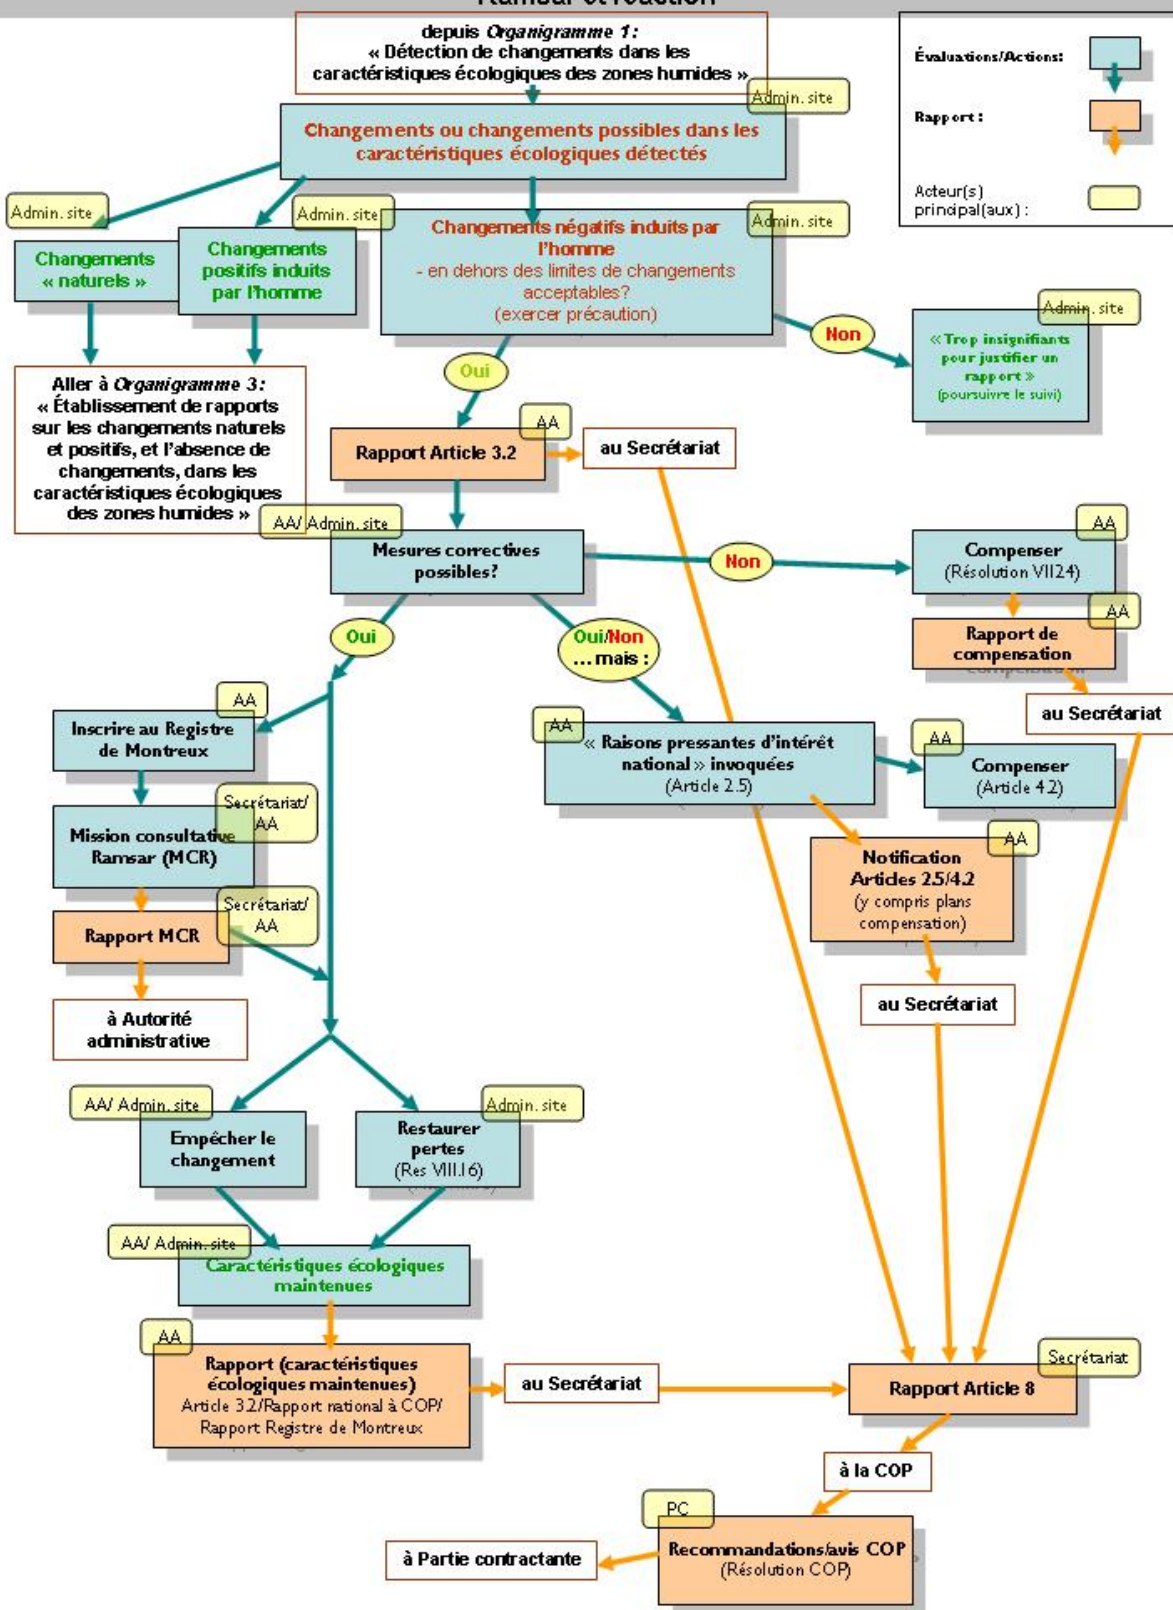 Ramsar et réaction
depuis Organigramme 1:
« Détection de changements dans les
caractéristiques écologiques des zones humides »
Évaluations/Actions:
Rapport :
Acteur(s)
principal(aux) :
Admin. site
Changements ou changements possibles dans les
caractéristiques écologiques détectés
Admin. site
Changements
« naturels »
Admin. site
Changements
positifs induits
par l'homme
Admin. site
Changements négatifs induits par
l'homme
- en dehors des limites de changements
acceptables?
(exercer précaution)
Non
Admin. site
« Trop insignifiants
pour justifier un
rapport »
(poursuivre le suivi)
Oui
Aller à Organigramme 3:
« Établissement de rapports
sur les changements naturels
et positifs, et l'absence de
changements, dans les
caractéristiques écologiques
des zones humides »
AA
Rapport Article 3.2
au Secrétariat
AA/ Admin. site
Mesures correctives
possibles?
Non
AA
Compenser
(Résolution VII24)
AA
Rapport de
compensation
au Secrétariat
Oui
Oui/Non
... mais :
AA
Inscrire au Registre
de Montreux
AA
« Raisons pressantes d'intérêt
national » invoquées
(Article 2.5)
AA
Compenser
(Article 4.2)
Secrétariat/
AA
Mission consultative
Ramsar (MCR)
AA
Notification
Articles 2.5/4.2
(y compris plans
compensation)
Secrétariat/
AA
Rapport MCR
au Secrétariat
à Autorité
administrative
AA/ Admin. site
Empêcher le
changement
Admin. site
Restaurer
pertes
(Res VIII.16)
AA/ Admin. site
Caractéristiques écologiques
maintenues
AA
Rapport (caractéristiques
écologiques maintenues)
Article 3.2/Rapport national à COP/
Rapport Registre de Montreux
au Secrétariat
Secrétariat
Rapport Article 8
à la COP
PC
Recommandations/avis COP
(Résolution COP)
à Partie contractante